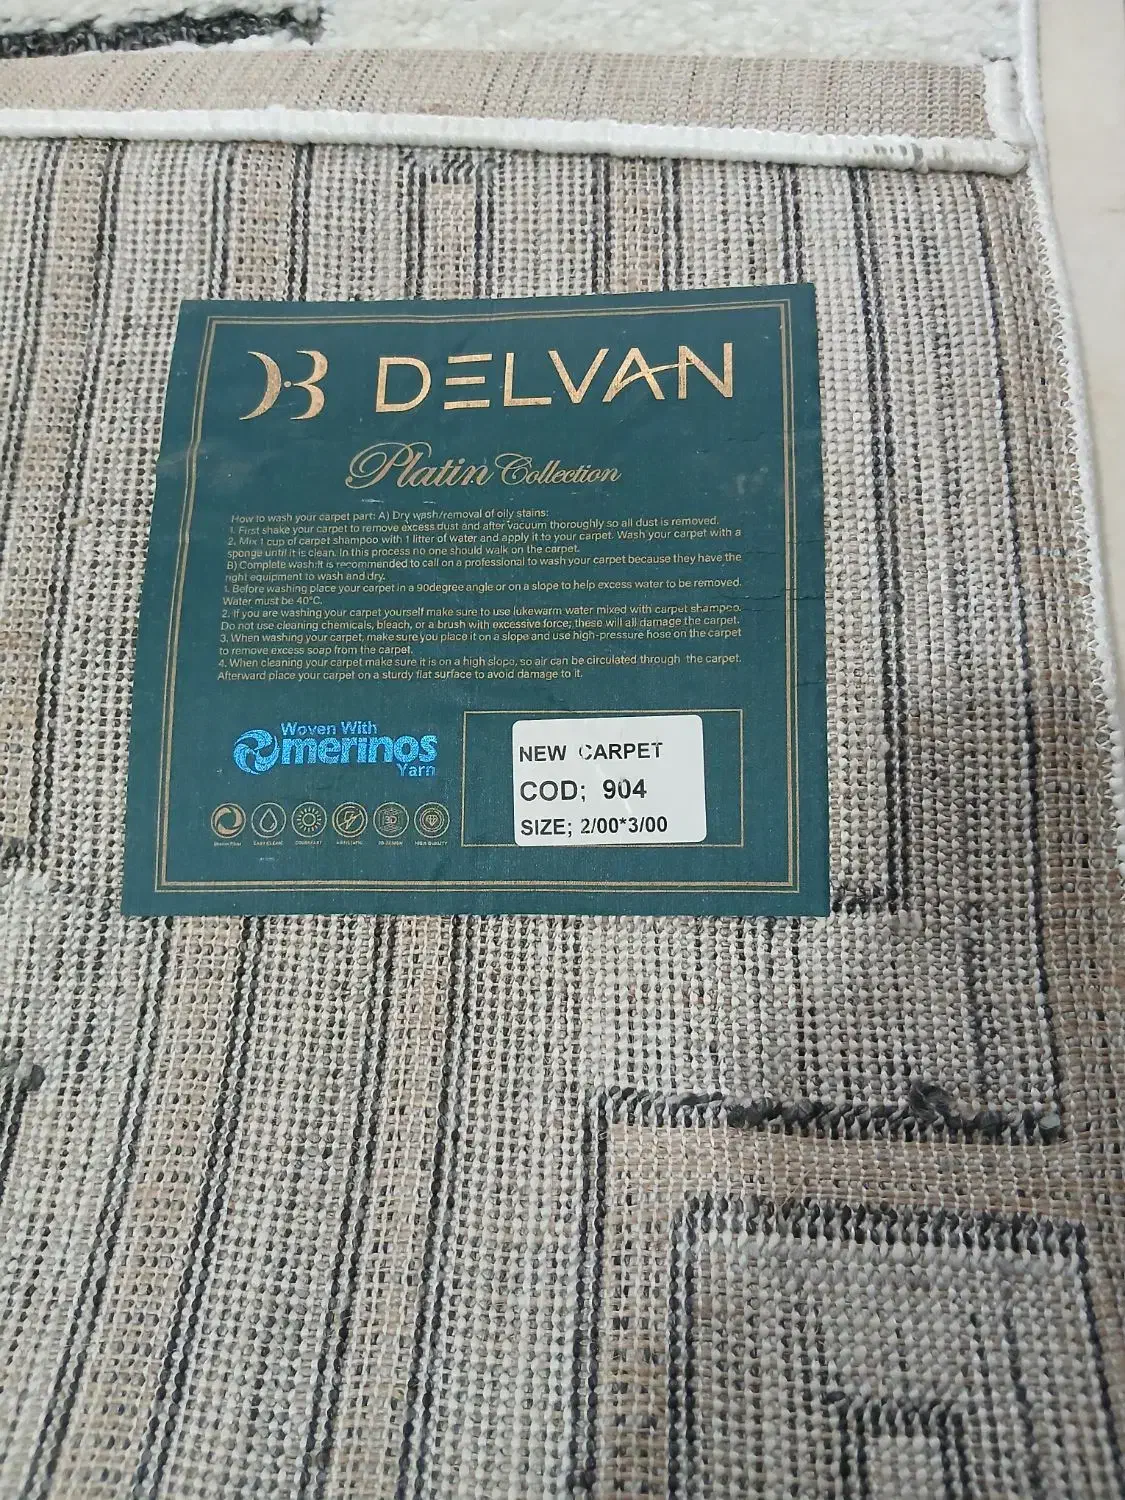 DELVAN
Platin Collection
How to wash your carpet part: A) Dry wash/removal of oily stains:
1. First shake your carpet to remove excess dust and after vacuum thoroughly so all dust is removed.
2. Mix 1 cup of carpet shampoo with 1 litter of water and apply it to your carpet. Wash your carpet with a
sponge until it is clean. In this process no one should walk on the carpet.
B) Complete wash:It is recommended to call on a professional to wash your carpet because they have the
right equipment to wash and dry.
1. Before washing place your carpet in a 90degree angle or on a slope to help excess water to be removed.
Water must be 40°C.
2. If you are washing your carpet yourself make sure to use lukewarm water mixed with carpet shampoo.
Do not use cleaning chemicals, bleach, or a brush with excessive force; these will all damage the carpet.
3. When washing your carpet, make sure you place it on a slope and use high-pressure hose on the carpet
to remove excess soap from the carpet.
4. When cleaning your carpet make sure it is on a high slope, so air can be circulated through the carpet.
Afterward place your carpet on a sturdy flat surface to avoid damage to it.
Woven With
merinos
Yarn
NEW CARPET
COD; 904
SIZE; 2/00*3/00
EASY CLEAN
3D
3D DESIGN
HIGH QUALITY